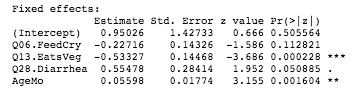 Fixed effects:
Estimate Std. Error z value Pr(>|z|)
(Intercept) 0.95026 1.42733 0.666 0.505564
Q06.FeedCry -0.22716 0.14326 -1.586 0.112821
Q13.EatsVeg -0.53327 0.14468 -3.686 0.000228 ***
Q28.Diarrhea 0.55478 0.28414 1.952 0.050885 .
AgeMo 0.05598 0.01774 3.155 0.001604 **